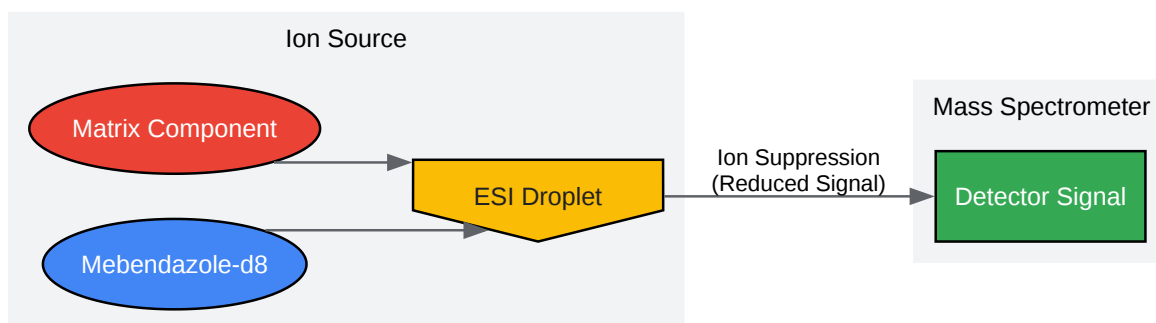 Ion Source
Matrix Component
Mebendazole-d8
ESI Droplet
Ion Suppression
(Reduced Signal)
Mass Spectrometer
Detector Signal